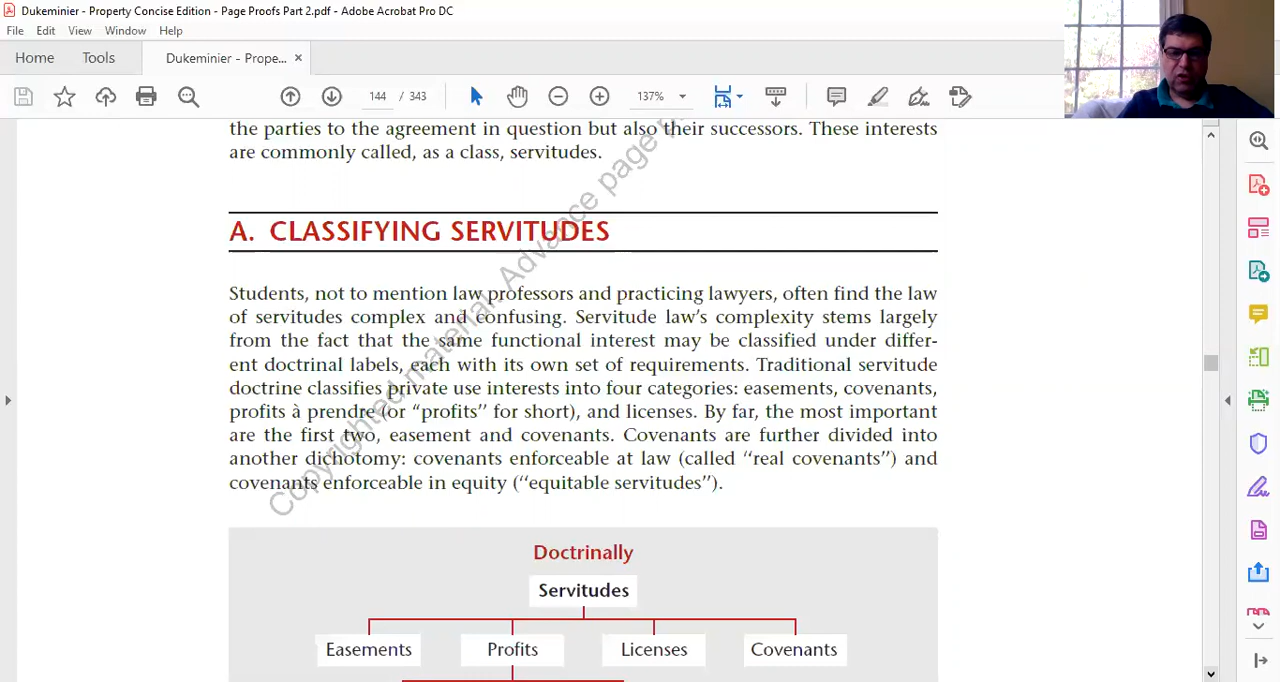 Dukeminier - Property Concise Edition - Page Proofs Part 2.pdf - Adobe Acrobat Pro DC
File Edit View Window Help
Home Tools Dukeminier - Prope... ×
144 / 343 137%
the parties to the agreement in question but also their successors. These interests
are commonly called, as a class, servitudes.
A. CLASSIFYING SERVITUDES
Students, not to mention law professors and practicing lawyers, often find the law
of servitudes complex and confusing. Servitude law's complexity stems largely
from the fact that the same functional interest may be classified under differ-
ent doctrinal labels, each with its own set of requirements. Traditional servitude
doctrine classifies private use interests into four categories: easements, covenants,
profits à prendre (or "profits" for short), and licenses. By far, the most important
are the first two, easement and covenants. Covenants are further divided into
another dichotomy: covenants enforceable at law (called "real covenants") and
covenants enforceable in equity ("equitable servitudes").
Copyrighted material. Advance page
Doctrinally
Servitudes
Easements Profits Licenses Covenants